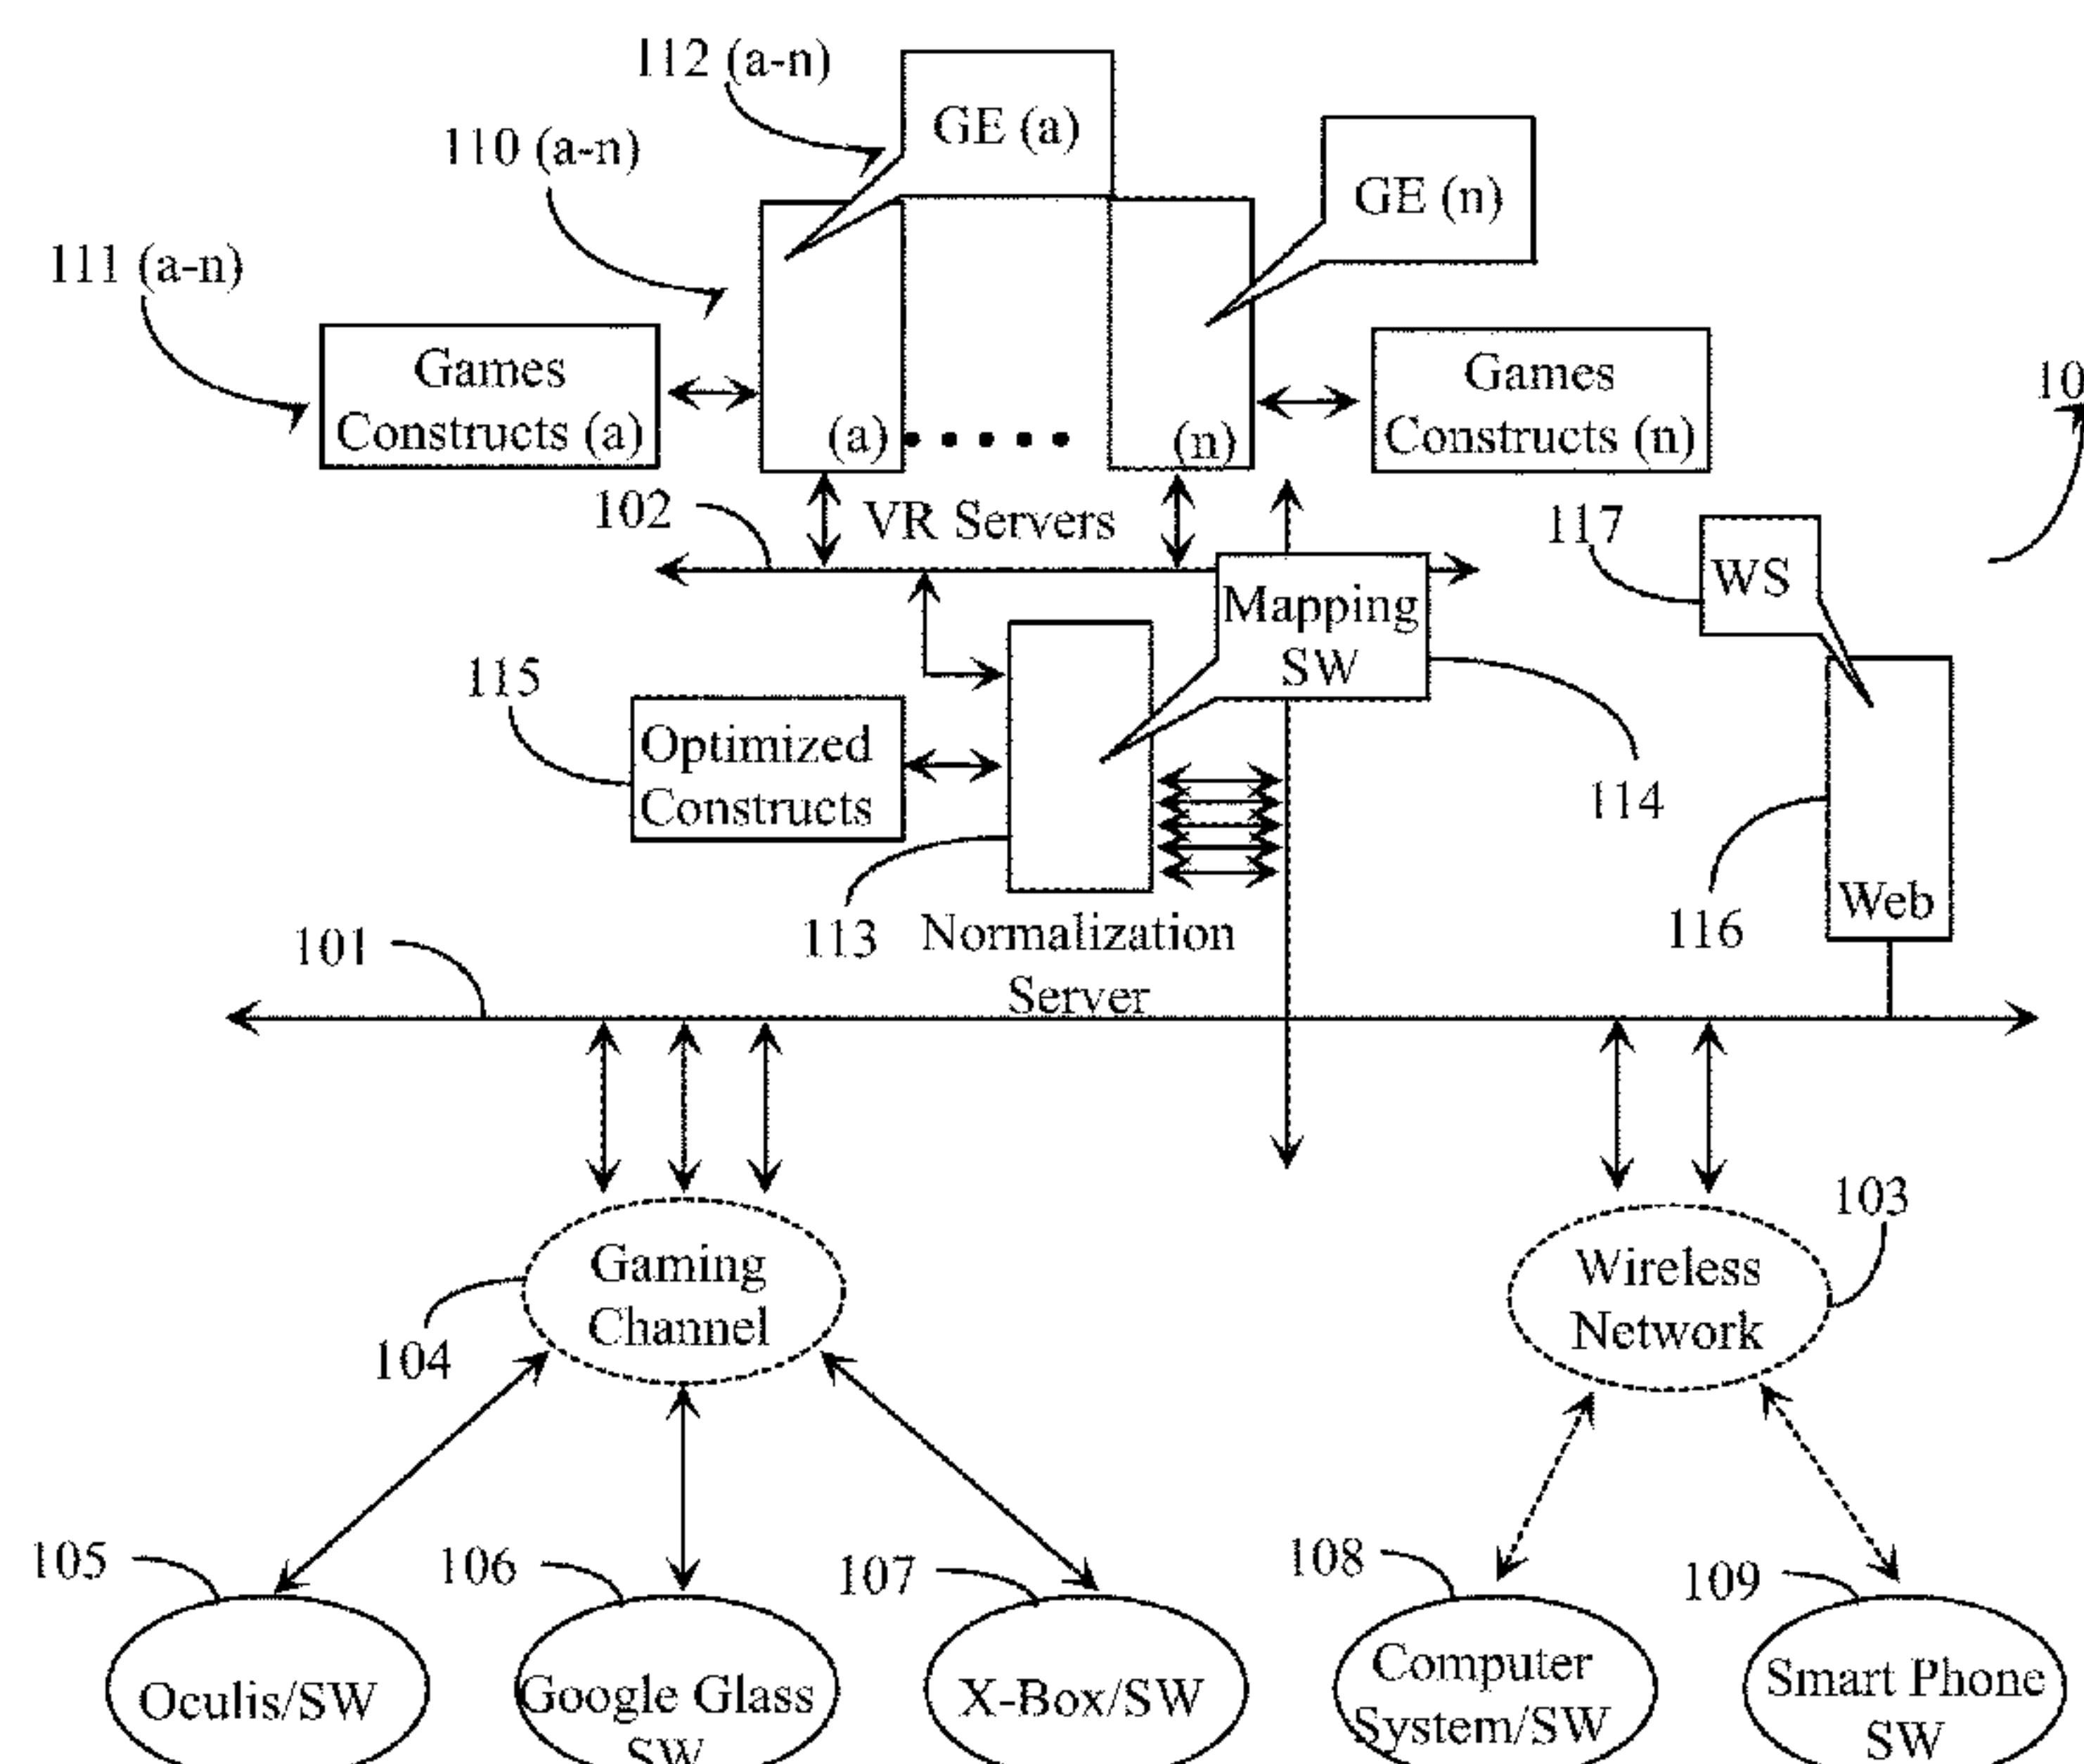 112 (a-n)
GE (a)
110 (a-n)
GE (n)
111 (a-n)
Games
Constructs (a)
(a)
(n)
Games
Constructs (n)
10
102
VR Servers
117
WS
Mapping
SW
115
Optimized
Constructs
114
113
Normalization
Server
116
Web
101
103
Gaming
Channel
Wireless
Network
104
105
106
107
108
109
Oculis/SW
Google Glass
SW
X-Box/SW
Computer
System/SW
Smart Phone
SW